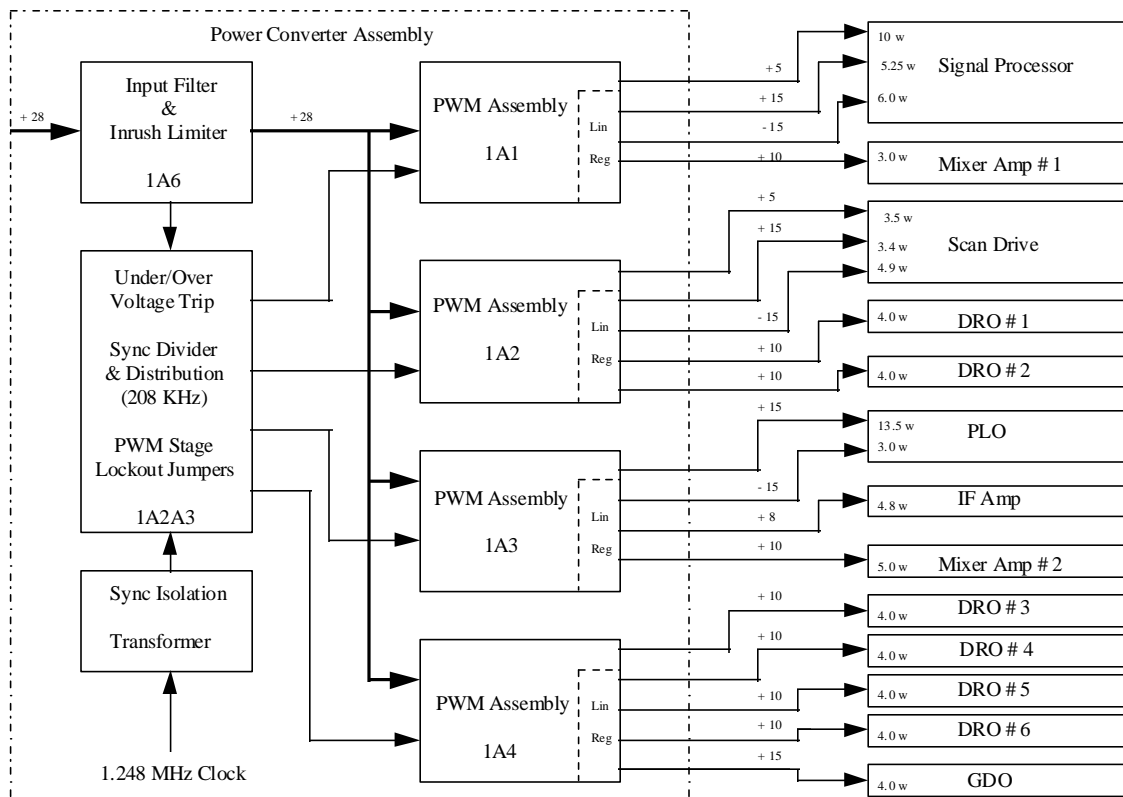 Power Converter Assembly
+ 28
Input Filter
&
Inrush Limiter
1A6
+ 28
Under/Over
Voltage Trip
Sync Divider
& Distribution
(208 KHz)
PWM Stage
Lockout Jumpers
1A2A3
Sync Isolation
Transformer
1.248 MHz Clock
PWM Assembly
1A1
Lin
Reg
+ 5
+ 15
- 15
+ 10
10 w
5.25 w
6.0 w
Signal Processor
3.0 w
Mixer Amp # 1
PWM Assembly
1A2
Lin
Reg
+ 5
+ 15
- 15
+ 10
+ 10
3.5 w
3.4 w
4.9 w
Scan Drive
4.0 w
DRO # 1
4.0 w
DRO # 2
PWM Assembly
1A3
Lin
Reg
+ 15
- 15
+ 8
+ 10
13.5 w
3.0 w
PLO
4.8 w
IF Amp
5.0 w
Mixer Amp # 2
PWM Assembly
1A4
Lin
Reg
+ 10
+ 10
+ 10
+ 10
+ 15
4.0 w
DRO # 3
4.0 w
DRO # 4
4.0 w
DRO # 5
4.0 w
DRO # 6
4.0 w
GDO